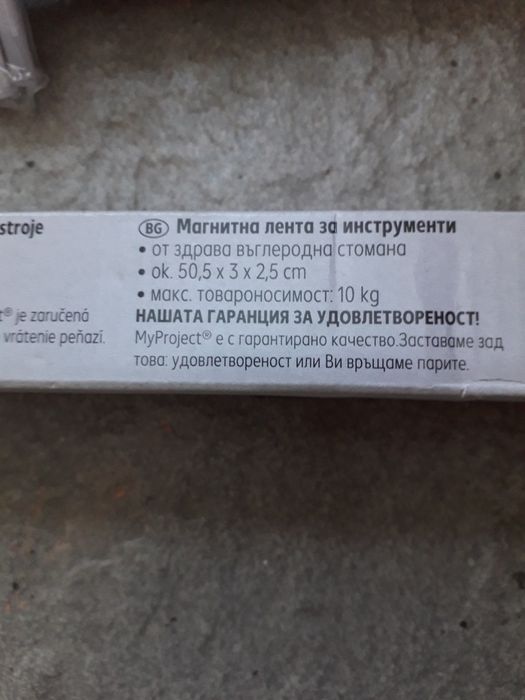 stroje
t® je zaručená
vrátenie peňazí.
BG Магнитна лента за инструменти
• от здрава въглеродна стомана
• ok. 50,5 x 3 x 2,5 cm
• макс. товароносимост: 10 kg
НАШАТА ГАРАНЦИЯ ЗА УДОВЛЕТВОРЕНОСТ!
MyProject® е с гарантирано качество.Заставаме зад
това: удовлетвореност или Ви връщаме парите.